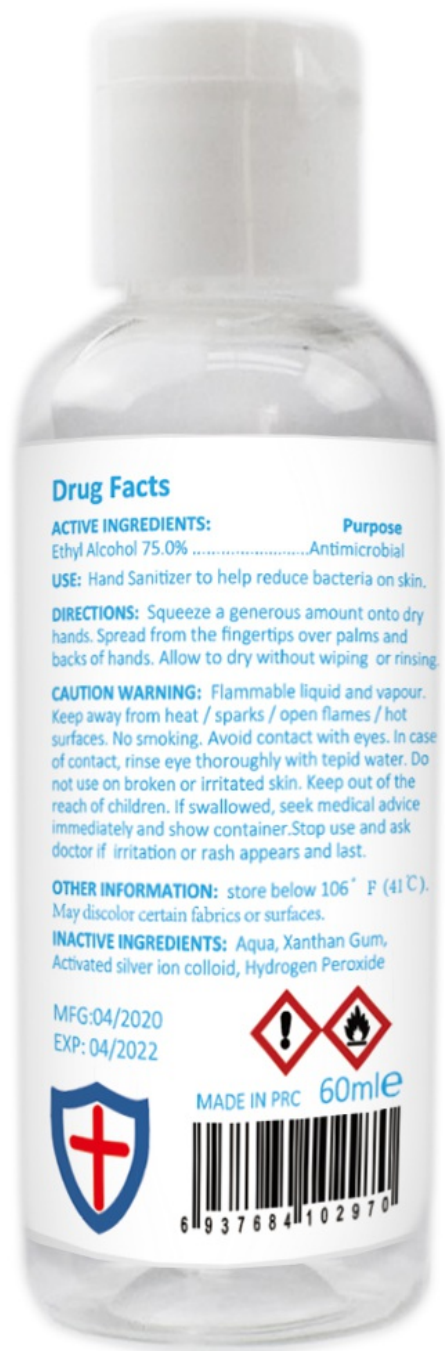 Drug Facts
ACTIVE INGREDIENTS: Purpose
Ethyl Alcohol 75.0% ..................................Antimicrobial
USE: Hand Sanitizer to help reduce bacteria on skin.
DIRECTIONS: Squeeze a generous amount onto dry
hands. Spread from the fingertips over palms and
backs of hands. Allow to dry without wiping or rinsing.
CAUTION WARNING: Flammable liquid and vapour.
Keep away from heat / sparks / open flames / hot
surfaces. No smoking. Avoid contact with eyes. In case
of contact, rinse eye thoroughly with tepid water. Do
not use on broken or irritated skin. Keep out of the
reach of children. If swallowed, seek medical advice
immediately and show container.Stop use and ask
doctor if irritation or rash appears and last.
OTHER INFORMATION: store below 106° F (41℃).
May discolor certain fabrics or surfaces.
INACTIVE INGREDIENTS: Aqua, Xanthan Gum,
Activated silver ion colloid, Hydrogen Peroxide
MFG:04/2020
EXP: 04/2022
MADE IN PRC 60ml℮
6 937684 102970